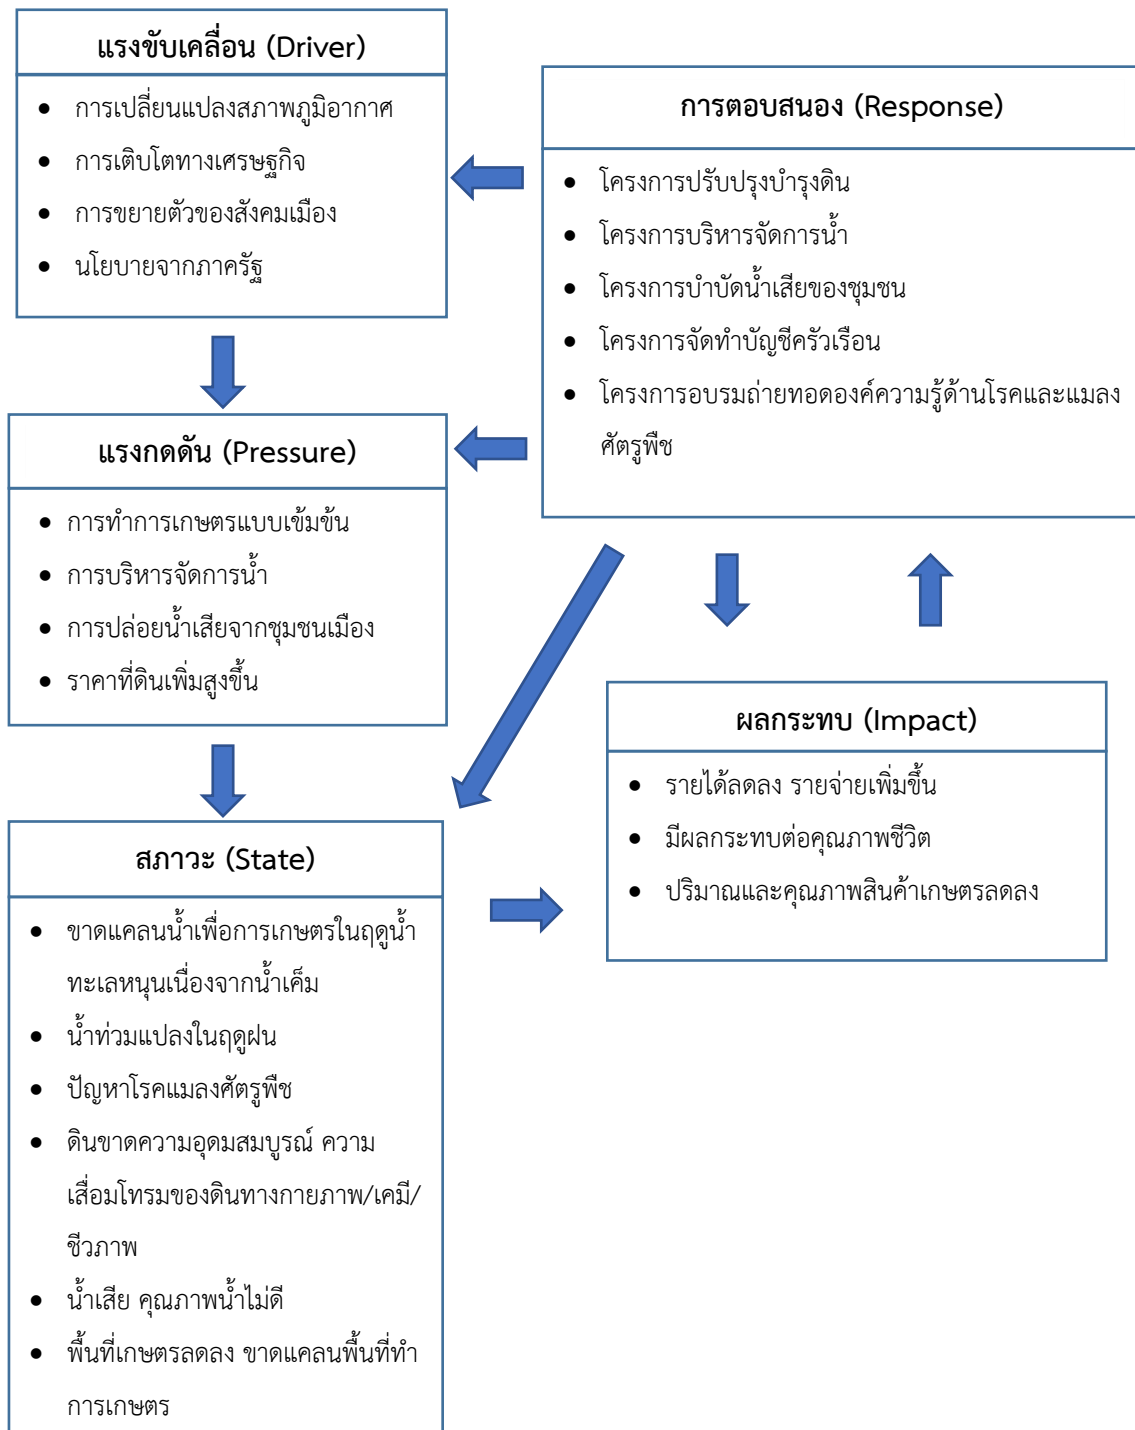 แรงขับเคลื่อน (Driver)
• การเปลี่ยนแปลงสภาพภูมิอากาศ
• การเติบโตทางเศรษฐกิจ
• การขยายตัวของสังคมเมือง
• นโยบายจากภาครัฐ
การตอบสนอง (Response)
• โครงการปรับปรุงบำรุงดิน
• โครงการบริหารจัดการน้ำ
• โครงการบำบัดน้ำเสียของชุมชน
• โครงการจัดทำบัญชีครัวเรือน
• โครงการอบรมถ่ายทอดองค์ความรู้ด้านโรคและแมลง
ศัตรูพืช
แรงกดดัน (Pressure)
• การทำการเกษตรแบบเข้มข้น
• การบริหารจัดการน้ำ
• การปล่อยน้ำเสียจากชุมชนเมือง
• ราคาที่ดินเพิ่มสูงขึ้น
ผลกระทบ (Impact)
• รายได้ลดลง รายจ่ายเพิ่มขึ้น
• มีผลกระทบต่อคุณภาพชีวิต
• ปริมาณและคุณภาพสินค้าเกษตรลดลง
สภาวะ (State)
• ขาดแคลนน้ำเพื่อการเกษตรในฤดูน้ำ
ทะเลหนุนเนื่องจากน้ำเค็ม
• น้ำท่วมแปลงในฤดูฝน
• ปัญหาโรคแมลงศัตรูพืช
• ดินขาดความอุดมสมบูรณ์ ความ
เสื่อมโทรมของดินทางกายภาพ/เคมี/
ชีวภาพ
• น้ำเสีย คุณภาพน้ำไม่ดี
• พื้นที่เกษตรลดลง ขาดแคลนพื้นที่ทำ
การเกษตร